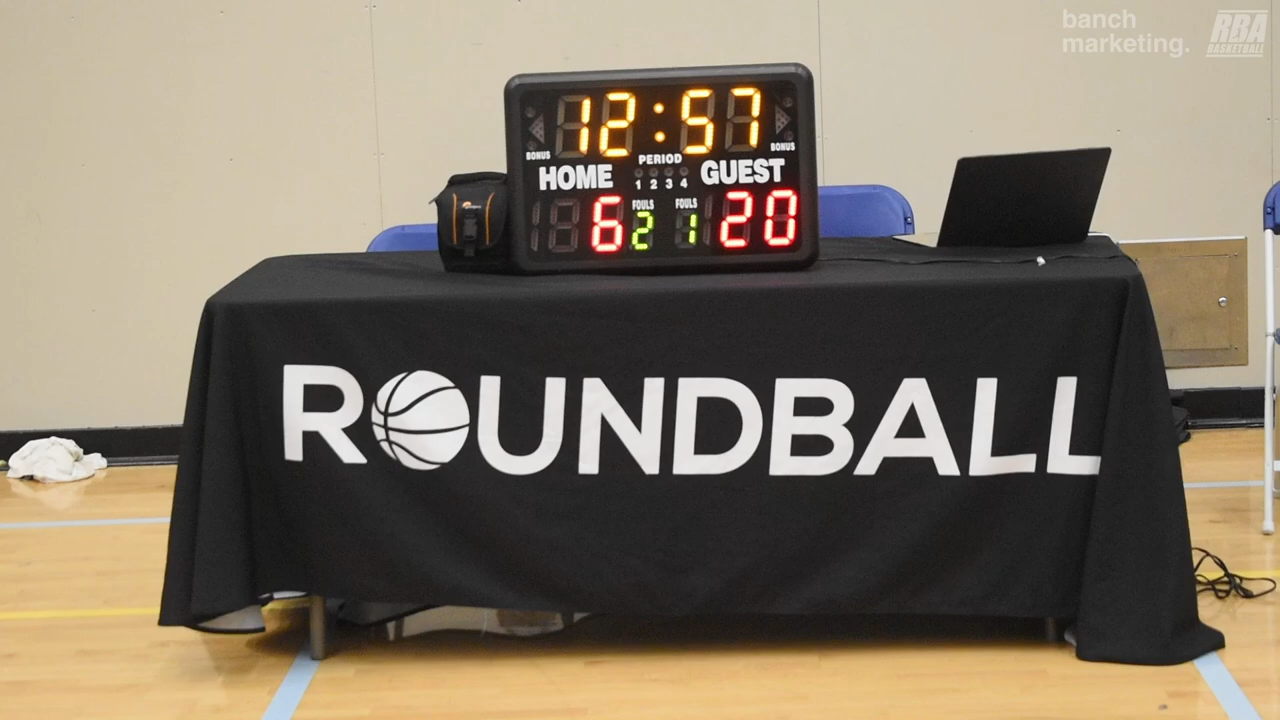 banch
marketing.
RBA
BASKETBALL
12:57
BONUS
BONUS
PERIOD
HOME
GUEST
1 2 3 4
FOULS
FOULS
6
2
1
20
ROUNDBALL